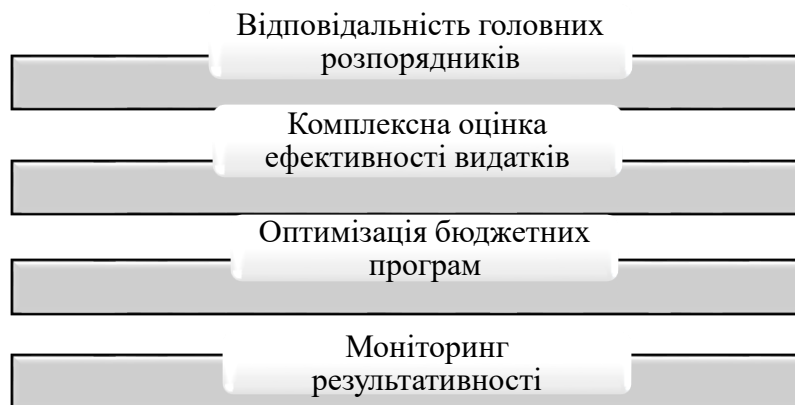 Відповідальність головних
розпорядників
Комплексна оцінка
ефективності видатків
Оптимізація бюджетних
програм
Моніторинг
результативності